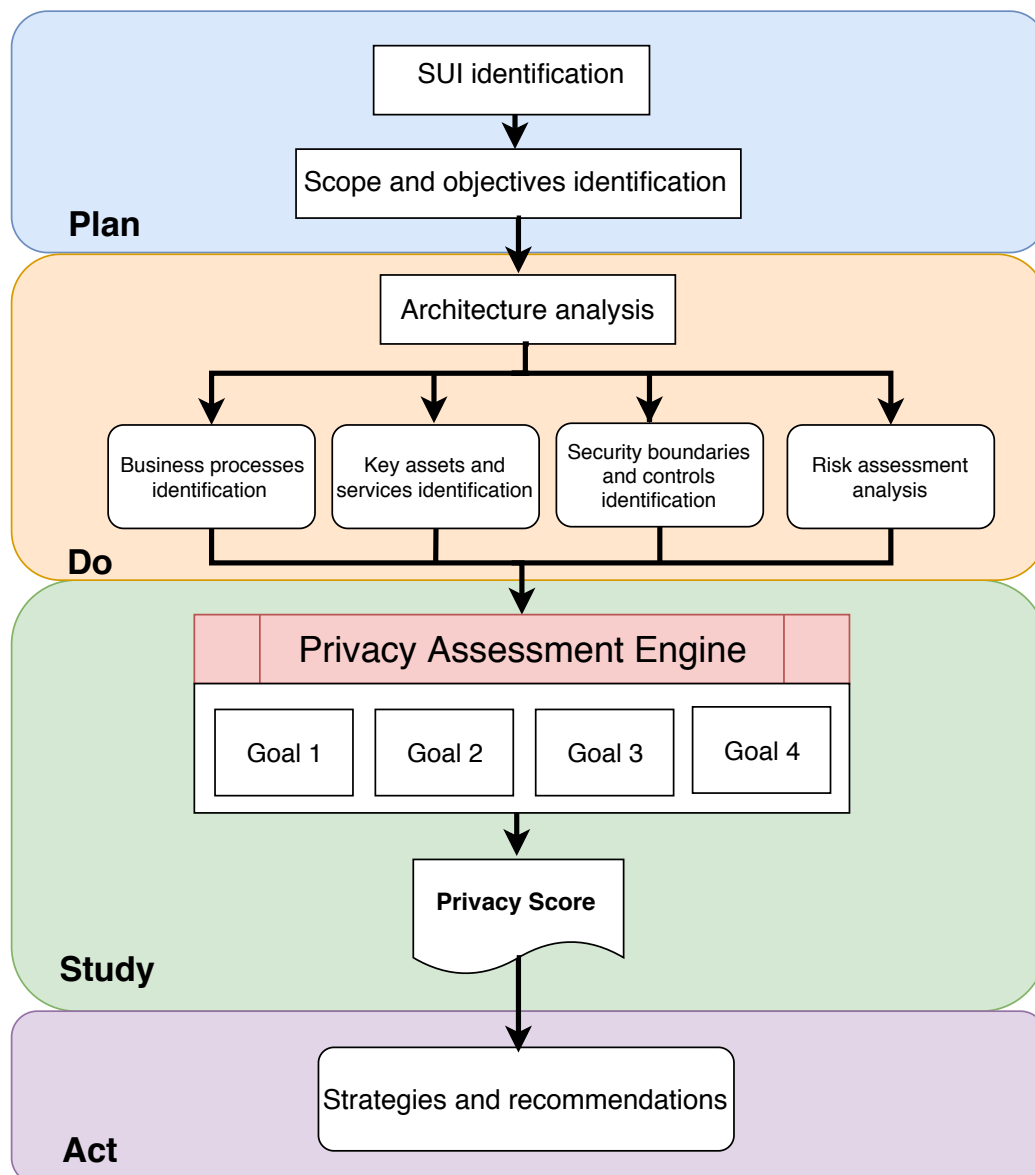 SUI identification
Scope and objectives identification
Plan
Architecture analysis
Business processes
identification
Key assets and
services identification
Security boundaries
and controls
identification
Risk assessment
analysis
Do
Privacy Assessment Engine
Goal 1
Goal 2
Goal 3
Goal 4
Privacy Score
Study
Strategies and recommendations
Act